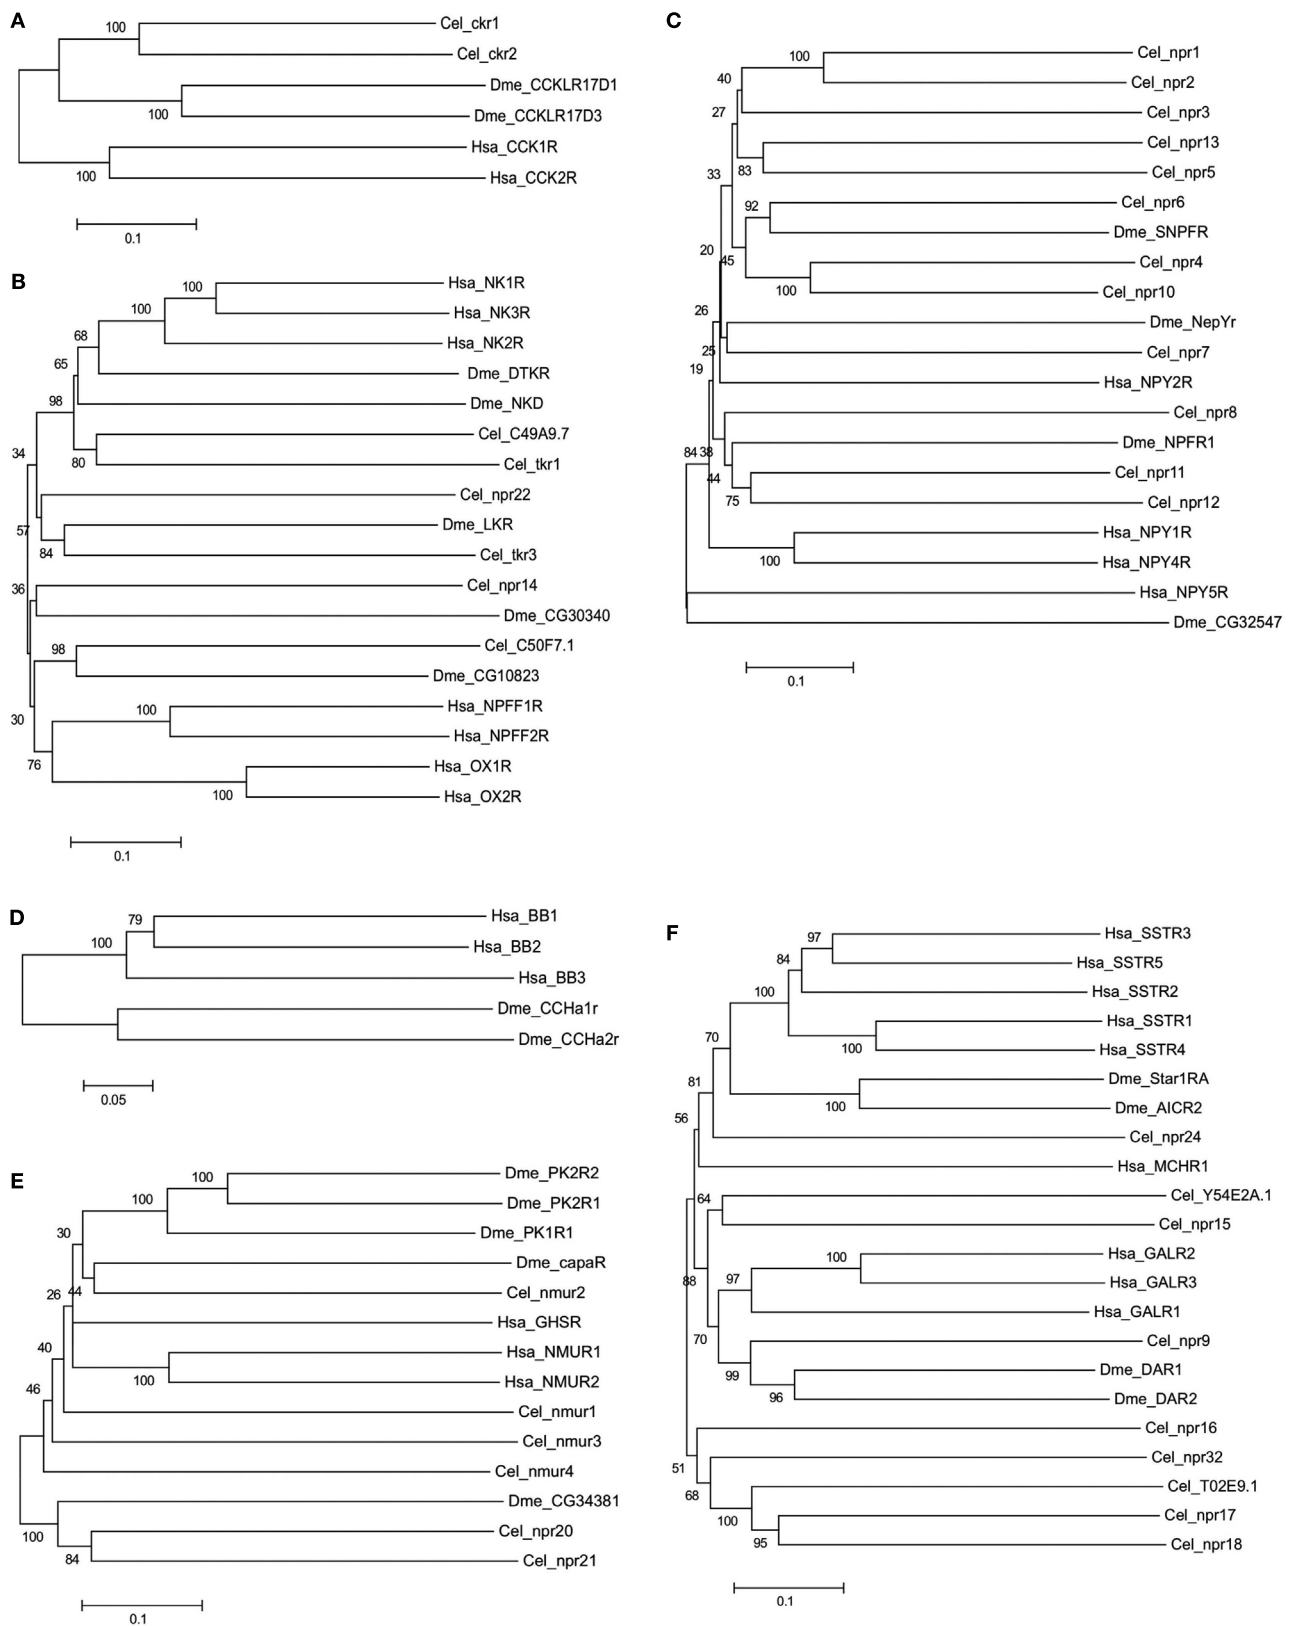 A
100
Cel_ckr1
Cel_ckr2
Dme_CCKLR17D1
100
Dme_CCKLR17D3
Hsa_CCK1R
100
Hsa_CCK2R
0.1
B
100
Hsa_NK1R
100
Hsa_NK3R
68
Hsa_NK2R
65
Dme_DTKR
98
Dme_NKD
Cel_C49A9.7
34
80
Cel_tkr1
Cel_npr22
57
Dme_LKR
84
Cel_tkr3
36
Cel_npr14
Dme_CG30340
98
Cel_C50F7.1
Dme_CG10823
30
100
Hsa_NPFF1R
Hsa_NPFF2R
76
Hsa_OX1R
100
Hsa_OX2R
0.1
C
100
Cel_npr1
40
Cel_npr2
27
Cel_npr3
Cel_npr13
33
83
Cel_npr5
92
Cel_npr6
Dme_SNPFR
20
45
Cel_npr4
100
Cel_npr10
26
Dme_NepYr
25
Cel_npr7
19
Hsa_NPY2R
Cel_npr8
84
38
Dme_NPFR1
44
Cel_npr11
75
Cel_npr12
Hsa_NPY1R
100
Hsa_NPY4R
Hsa_NPY5R
Dme_CG32547
0.1
D
79
Hsa_BB1
100
Hsa_BB2
Hsa_BB3
Dme_CCHa1r
Dme_CCHa2r
0.05
E
100
Dme_PK2R2
100
Dme_PK2R1
30
Dme_PK1R1
Dme_capaR
26
44
Cel_nmur2
Hsa_GHSR
40
Hsa_NMUR1
100
Hsa_NMUR2
46
Cel_nmur1
Cel_nmur3
Cel_nmur4
Dme_CG34381
100
Cel_npr20
84
Cel_npr21
0.1
F
97
Hsa_SSTR3
84
Hsa_SSTR5
100
Hsa_SSTR2
Hsa_SSTR1
70
100
Hsa_SSTR4
81
Dme_Star1RA
100
Dme_AICR2
56
Cel_npr24
Hsa_MCHR1
64
Cel_Y54E2A.1
Cel_npr15
100
Hsa_GALR2
88
97
Hsa_GALR3
Hsa_GALR1
70
Cel_npr9
99
Dme_DAR1
96
Dme_DAR2
Cel_npr16
51
Cel_npr32
68
Cel_T02E9.1
100
Cel_npr17
95
Cel_npr18
0.1